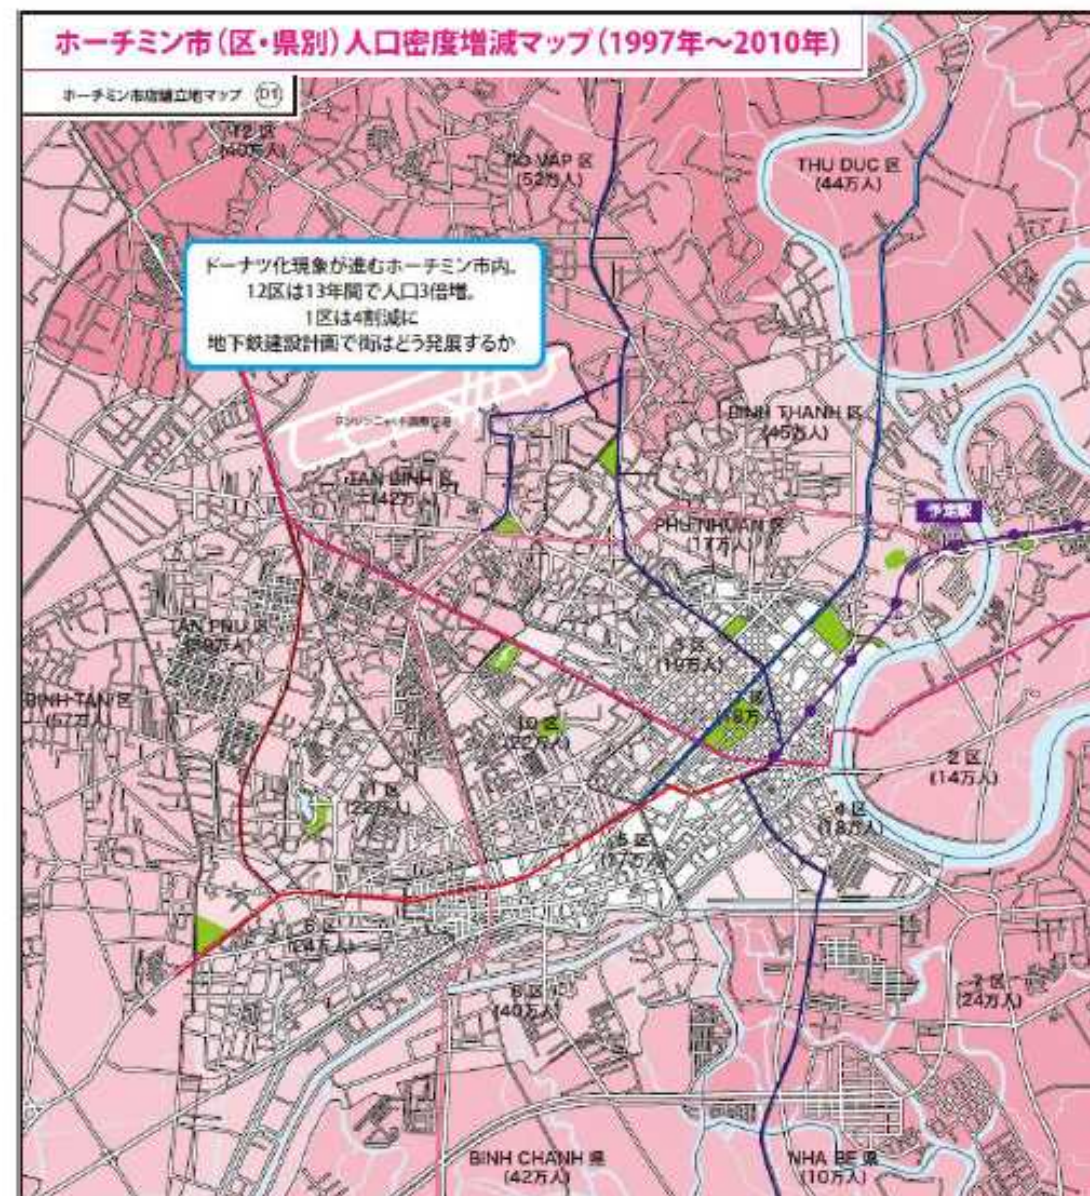 ホーチミン市（区・県別）人口密度増減マップ（1997年～2010年）
ホーチミン市店舗立地マップ 01
12 区
(40万人)
GO VAP 区
(52万人)
THU DUC 区
(44万人)
ドーナツ化現象が進むホーチミン市内。
12区は13年間で人口3倍増。
1区は4割減に
地下鉄建設計画で街はどう発展するか
BINH THANH 区
(45万人)
TAN BINH 区
(42万人)
PHU NHUAN 区
(17万人)
予定駅
TAN PHU 区
3 区
(19万人)
BINH TAN 区
(57万人)
10 区
(22万人)
2 区
(14万人)
11 区
(22万人)
4 区
(18万人)
5 区
(17万人)
6 区
7 区
(24万人)
8 区
(40万人)
BINH CHANH 県
(42万人)
NHA BE 県
(10万人)